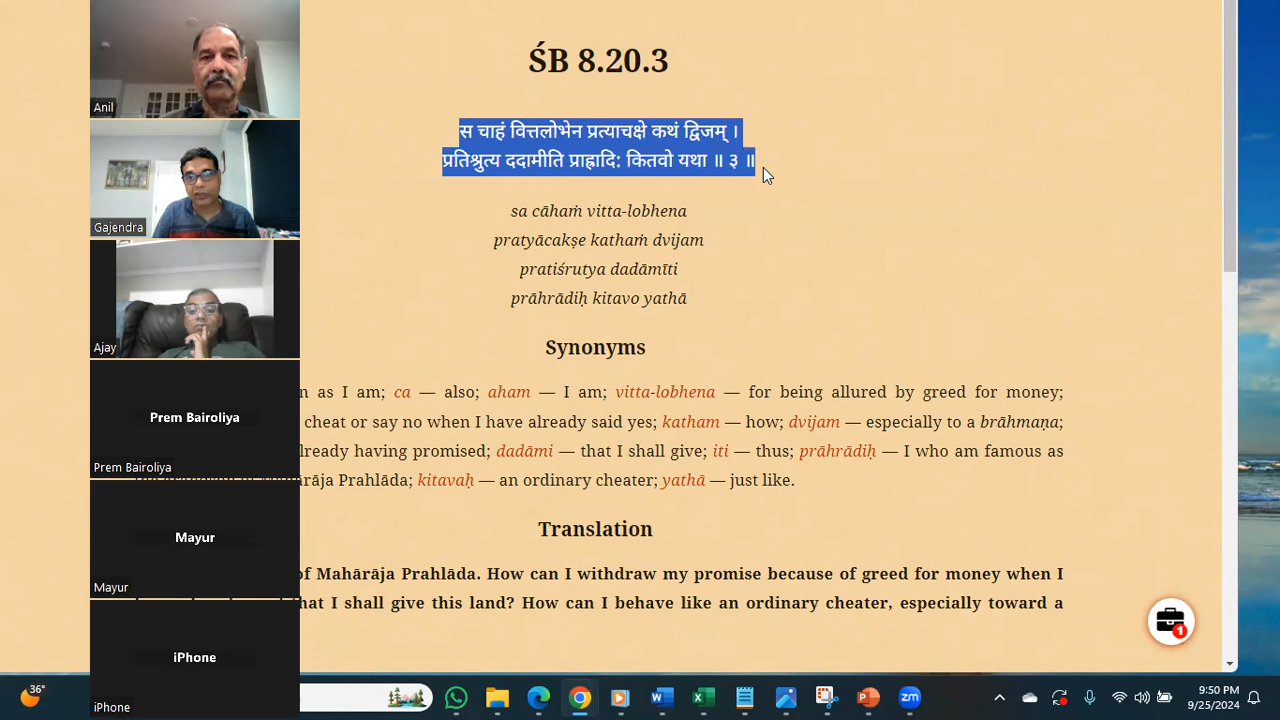 Anil
Gajendra
Ajay
Prem Bairoliya
Prem Bairoliya
Mayur
Mayur
iPhone
iPhone
ŚB 8.20.3
स चाहं वित्तलोभेन प्रत्याचक्षे कथं द्विजम् ।
प्रतिश्रुत्य ददामीति प्राह्रादि: कितवो यथा ॥ ३ ॥
sa cāhaṁ vitta-lobhena
pratyācakṣe kathaṁ dvijam
pratiśrutya dadāmīti
prāhrādiḥ kitavo yathā
Synonyms
as I am; ca — also; aham — I am; vitta-lobhena — for being allured by greed for money;
cheat or say no when I have already said yes; katham — how; dvijam — especially to a brāhmaṇa;
already having promised; dadāmi — that I shall give; iti — thus; prāhrādiḥ — I who am famous as
Prahlāda; kitavaḥ — an ordinary cheater; yathā — just like.
Translation
of Mahārāja Prahlāda. How can I withdraw my promise because of greed for money when I
that I shall give this land? How can I behave like an ordinary cheater, especially toward a
1
36°
zm
9:50 PM
9/25/2024